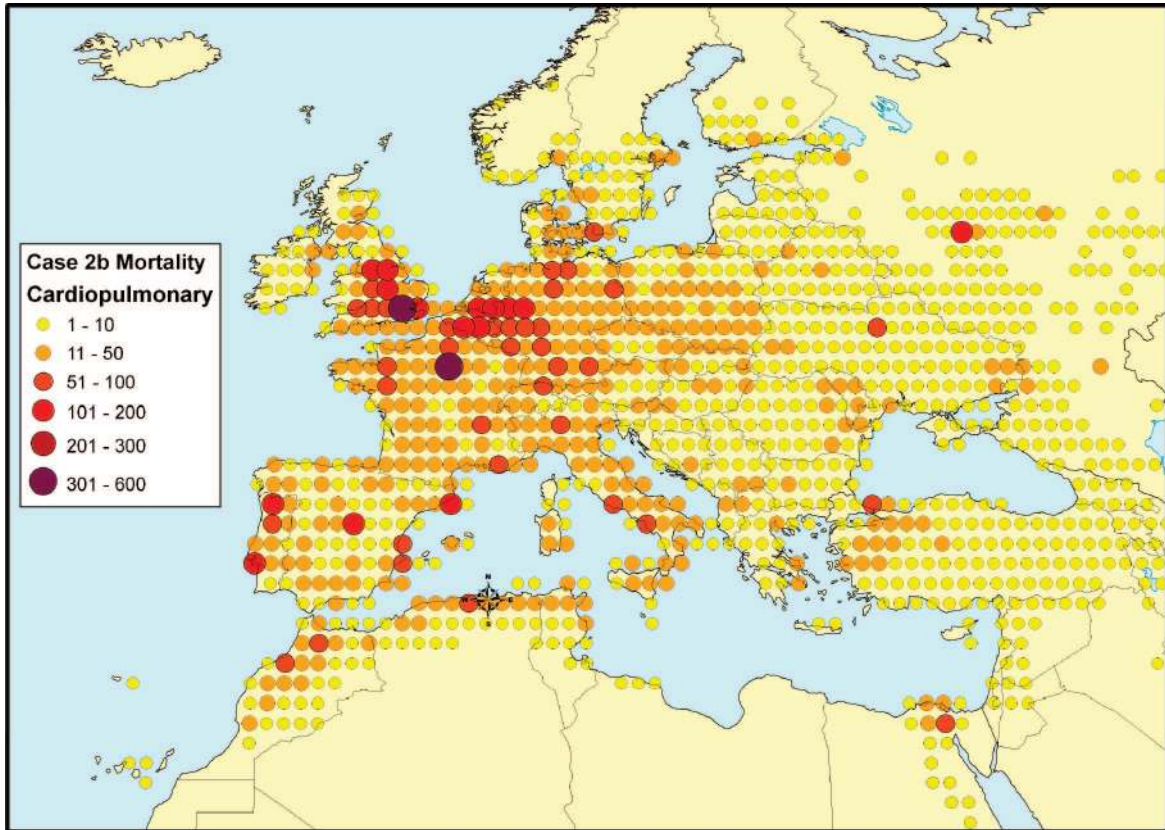 Case 2b Mortality
Cardiopulmonary
1 - 10
11 - 50
51 - 100
101 - 200
201 - 300
301 - 600
N
E
S